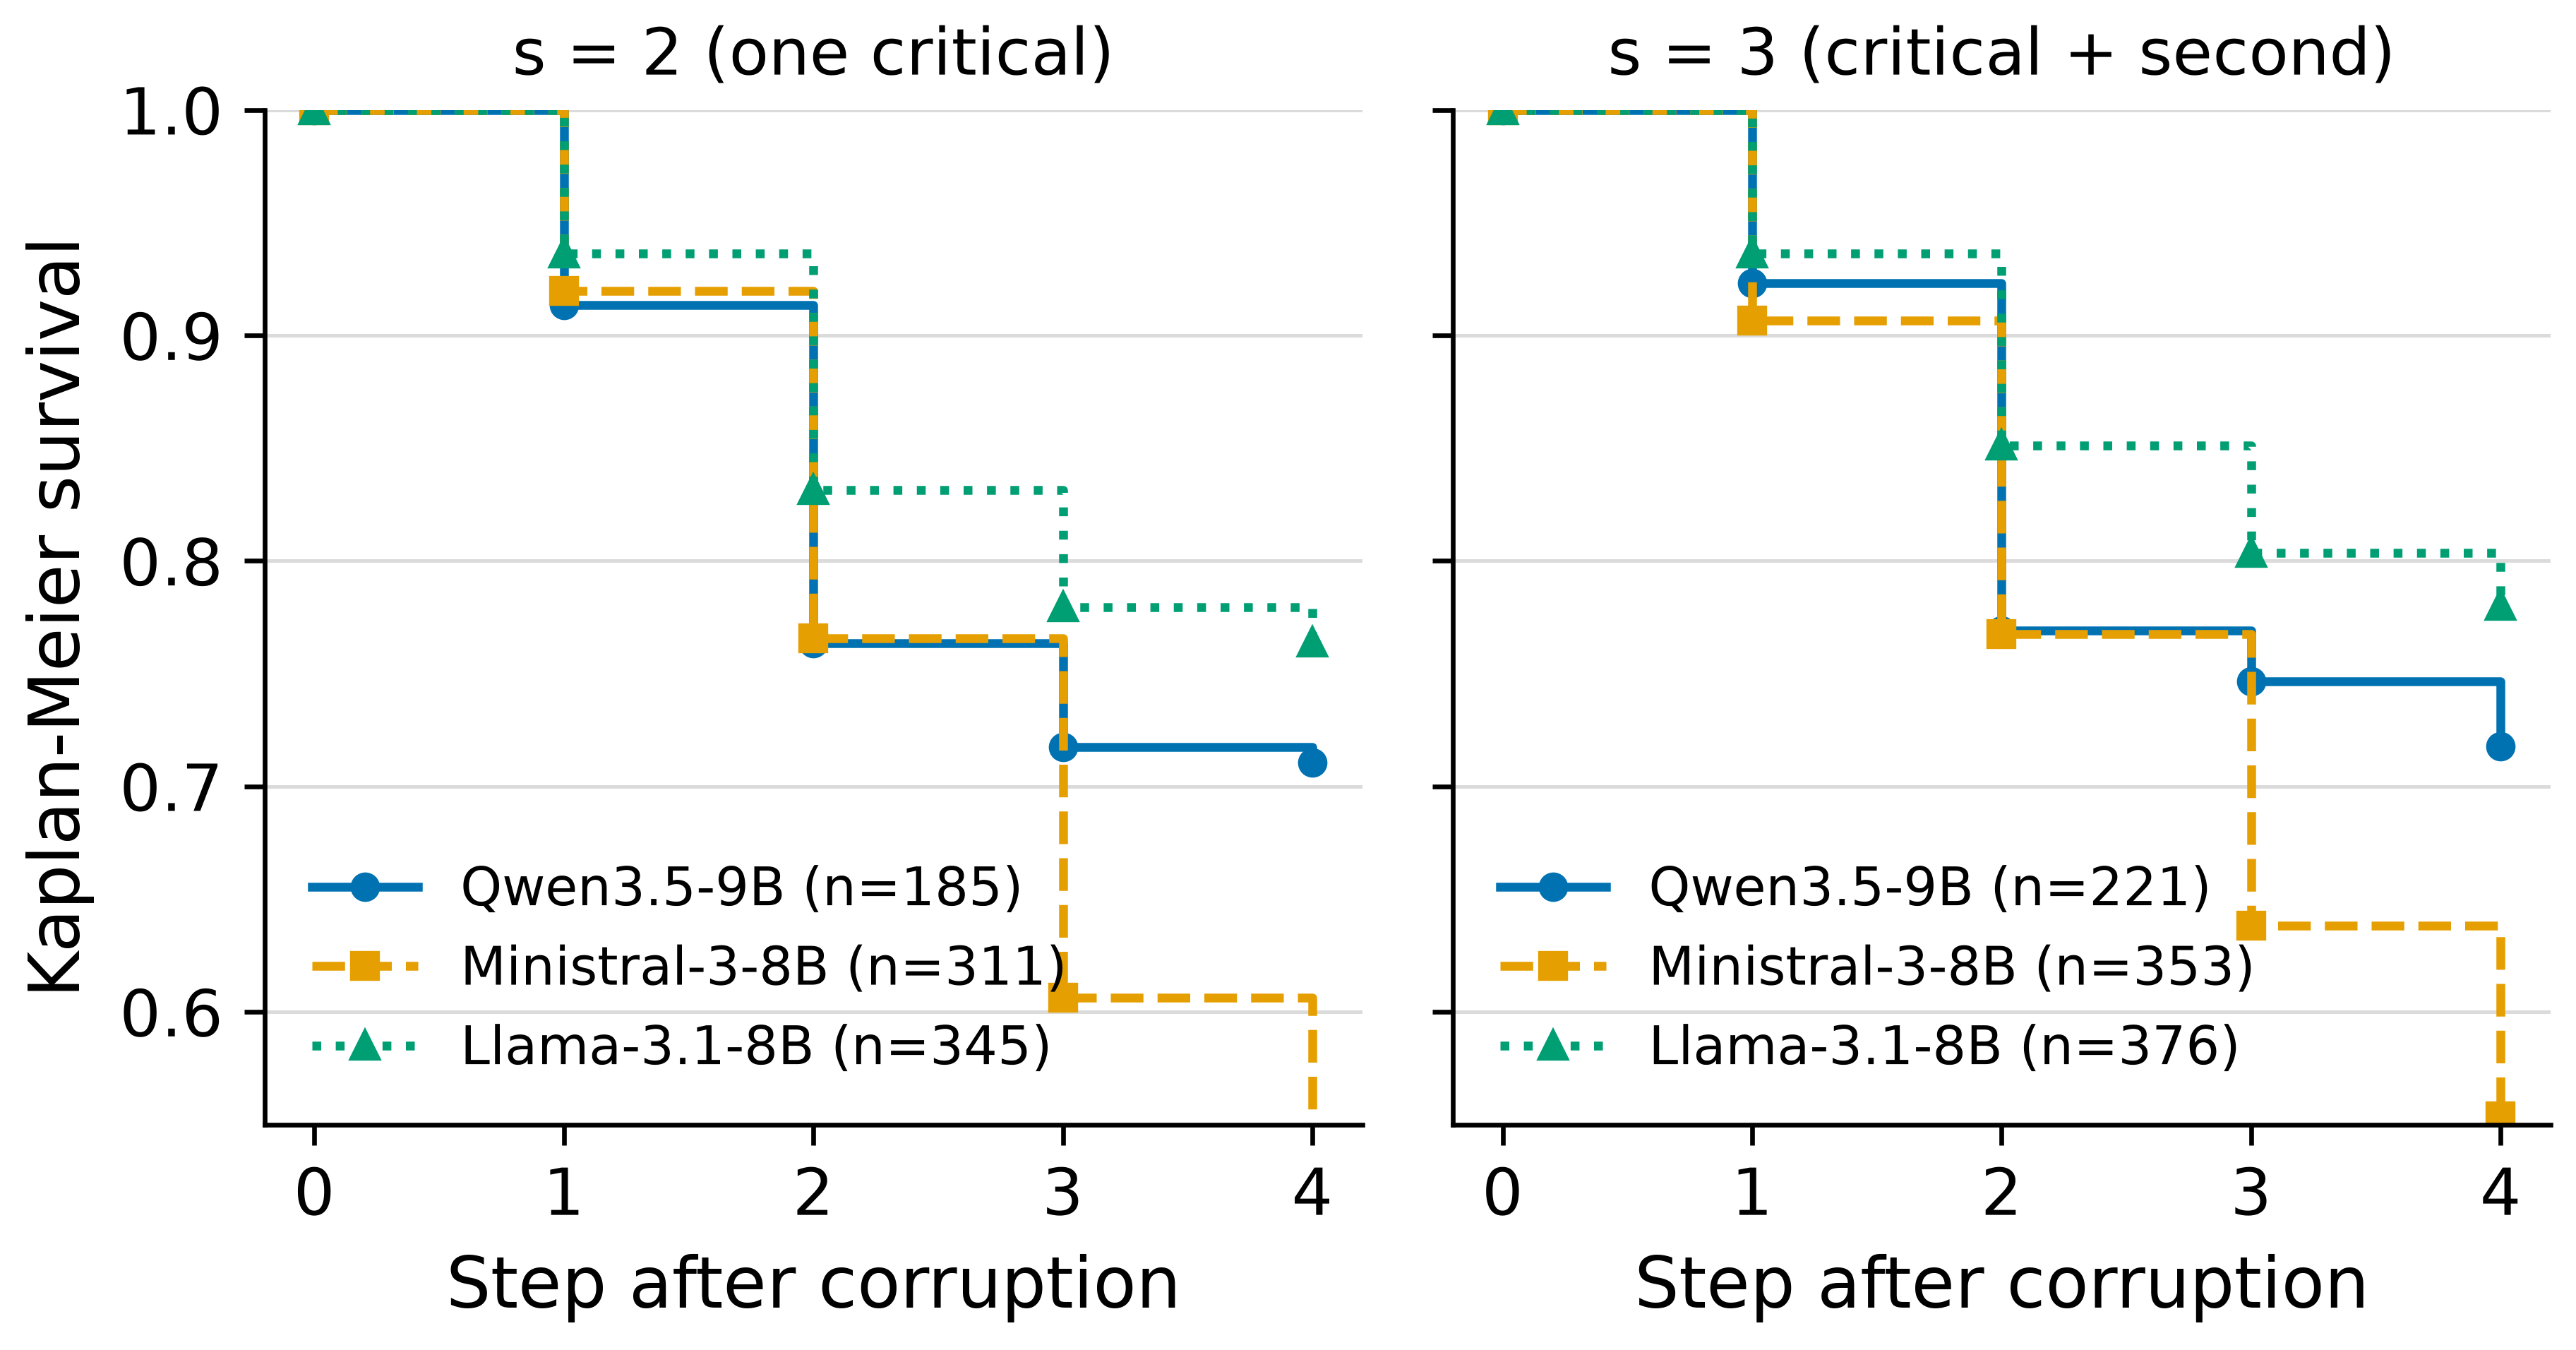 s = 2 (one critical)
s = 3 (critical + second)
Kaplan-Meier survival
1.0
0.9
0.8
0.7
0.6
Qwen3.5-9B (n=185)
Ministral-3-8B (n=311)
Llama-3.1-8B (n=345)
Qwen3.5-9B (n=221)
Ministral-3-8B (n=353)
Llama-3.1-8B (n=376)
0 1 2 3 4
0 1 2 3 4
Step after corruption
Step after corruption